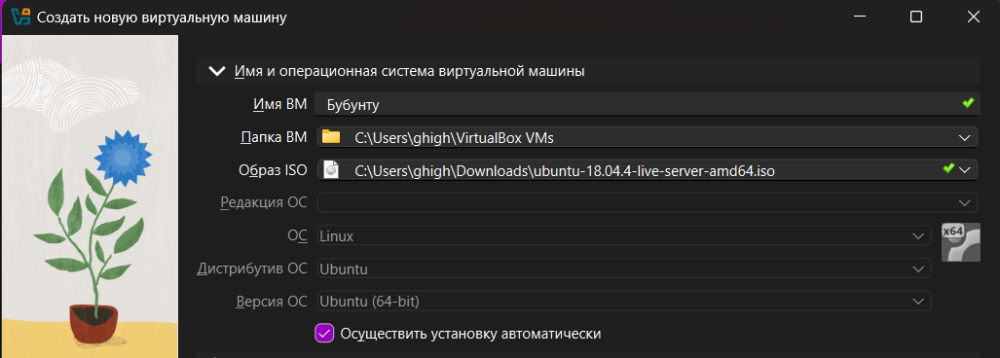 Создать новую виртуальную машину
Имя и операционная система виртуальной машины
Имя ВМ Бубунту
Папка ВМ C:\Users\ghigh\VirtualBox VMs
Образ ISO C:\Users\ghigh\Downloads\ubuntu-18.04.4-live-server-amd64.iso
Редакция ОС
ОС Linux x64
Дистрибутив ОС Ubuntu
Версия ОС Ubuntu (64-bit)
Осуществить установку автоматически